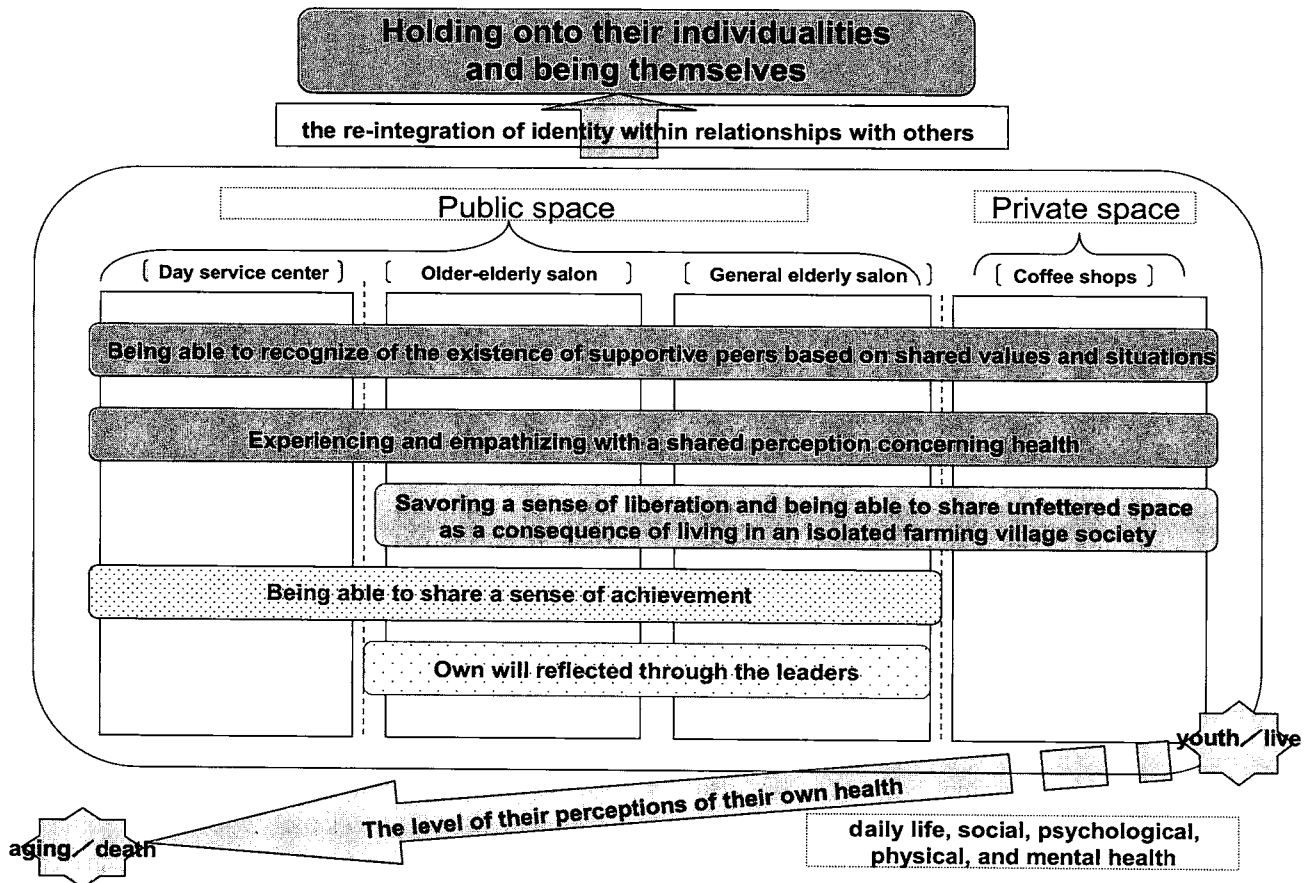 Holding onto their individualities
and being themselves
the re-integration of identity within relationships with others
Public space
Private space
[ Day service center ]
[ Older-elderly salon
General elderly salon ]
[ Coffee shops ]
Being able to recognize of the existence of supportive peers based on shared values and situations
Experiencing and empathizing with a shared perception concerning health
Savoring a sense of liberation and being able to share unfettered space
as a consequence of living in an isolated farming village society
Being able to share a sense of achievement
Own will reflected through the leaders
youth／live
The level of their perceptions of their own health
aging／death
daily life, social, psychological,
physical, and mental health